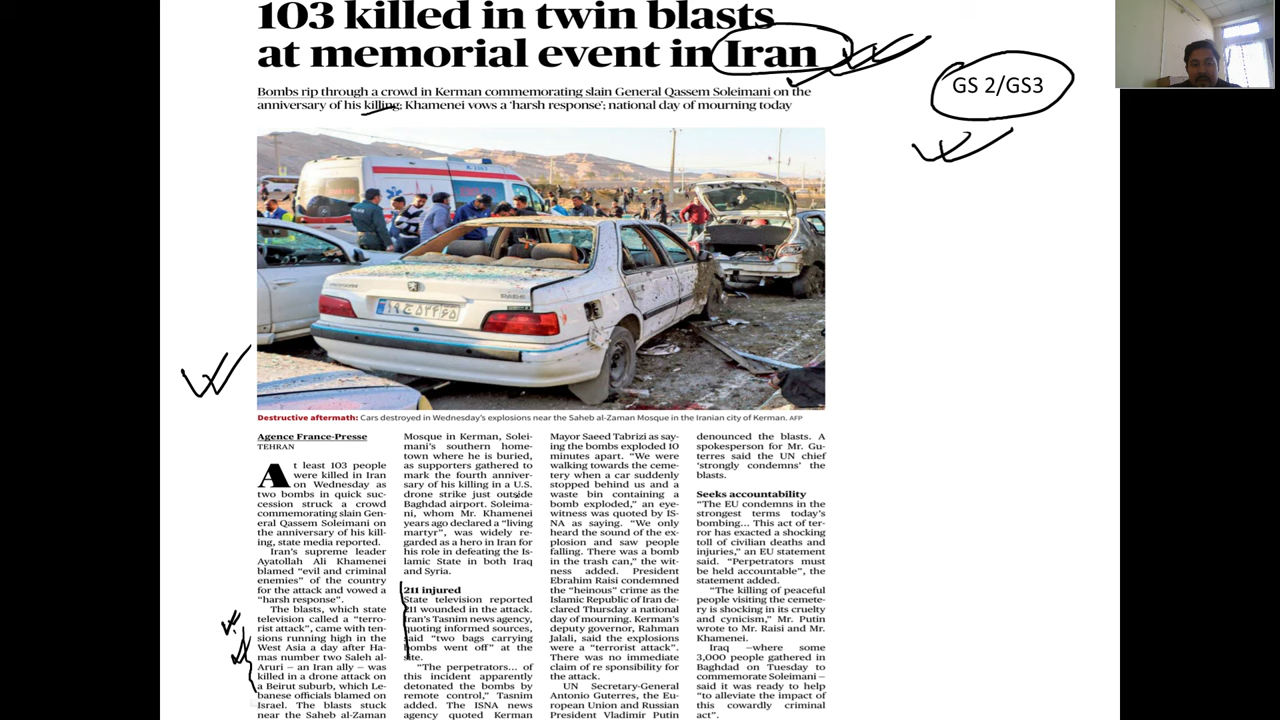 103 killed in twin blasts
at memorial event in Iran
GS 2/GS3
Bombs rip through a crowd in Kerman commemorating slain General Qassem Soleimani on the
anniversary of his killing; Khamenei vows a ‘harsh response’; national day of mourning today
Destructive aftermath: Cars destroyed in Wednesday’s explosions near the Saheb al-Zaman Mosque in the Iranian city of Kerman. AFP
Agence France-Presse
TEHRAN
At least 103 people
were killed in Iran
on Wednesday as
two bombs in quick suc-
cession struck a crowd
commemorating slain Gen-
eral Qassem Soleimani on
the anniversary of his kill-
ing, state media reported.
Iran’s supreme leader
Ayatollah Ali Khamenei
blamed “evil and criminal
enemies” of the country
for the attack and vowed a
“harsh response”.
The blasts, which state
television called a “terro-
rist attack”, came with ten-
sions running high in the
West Asia a day after Ha-
mas number two Saleh al-
Aruri – an Iran ally – was
killed in a drone attack on
a Beirut suburb, which Le-
banese officials blamed on
Israel. The blasts stuck
near the Saheb al-Zaman
Mosque in Kerman, Solei-
mani’s southern home-
town where he is buried,
as supporters gathered to
mark the fourth anniver-
sary of his killing in a U.S.
drone strike just outside
Baghdad airport. Soleima-
ni, whom Mr. Khamenei
years ago declared a “living
martyr”, was widely re-
garded as a hero in Iran for
his role in defeating the Is-
lamic State in both Iraq
and Syria.
211 injured
State television reported
211 wounded in the attack.
Iran’s Tasnim news agency,
quoting informed sources,
said “two bags carrying
bombs went off” at the
site.
“The perpetrators... of
this incident apparently
detonated the bombs by
remote control,” Tasnim
added. The ISNA news
agency quoted Kerman
Mayor Saeed Tabrizi as say-
ing the bombs exploded 10
minutes apart. “We were
walking towards the ceme-
tery when a car suddenly
stopped behind us and a
waste bin containing a
bomb exploded,” an eye-
witness was quoted by IS-
NA as saying. “We only
heard the sound of the ex-
plosion and saw people
falling. There was a bomb
in the trash can,” the wit-
ness added. President
Ebrahim Raisi condemned
the “heinous” crime as the
Islamic Republic of Iran de-
clared Thursday a national
day of mourning. Kerman’s
deputy governor, Rahman
Jalali, said the explosions
were a “terrorist attack”.
There was no immediate
claim of re sponsibility for
the attack.
UN Secretary-General
Antonio Guterres, the Eu-
ropean Union and Russian
President Vladimir Putin
denounced the blasts. A
spokesperson for Mr. Gu-
terres said the UN chief
‘strongly condemns’ the
blasts.
Seeks accountability
“The EU condemns in the
strongest terms today’s
bombing... This act of ter-
ror has exacted a shocking
toll of civilian deaths and
injuries,” an EU statement
said. “Perpetrators must
be held accountable”, the
statement added.
“The killing of peaceful
people visiting the cemete-
ry is shocking in its cruelty
and cynicism,” Mr. Putin
wrote to Mr. Raisi and Mr.
Khamenei.
Iraq –where some
3,000 people gathered in
Baghdad on Tuesday to
commemorate Soleimani –
said it was ready to help
“to alleviate the impact of
this cowardly criminal
act”.